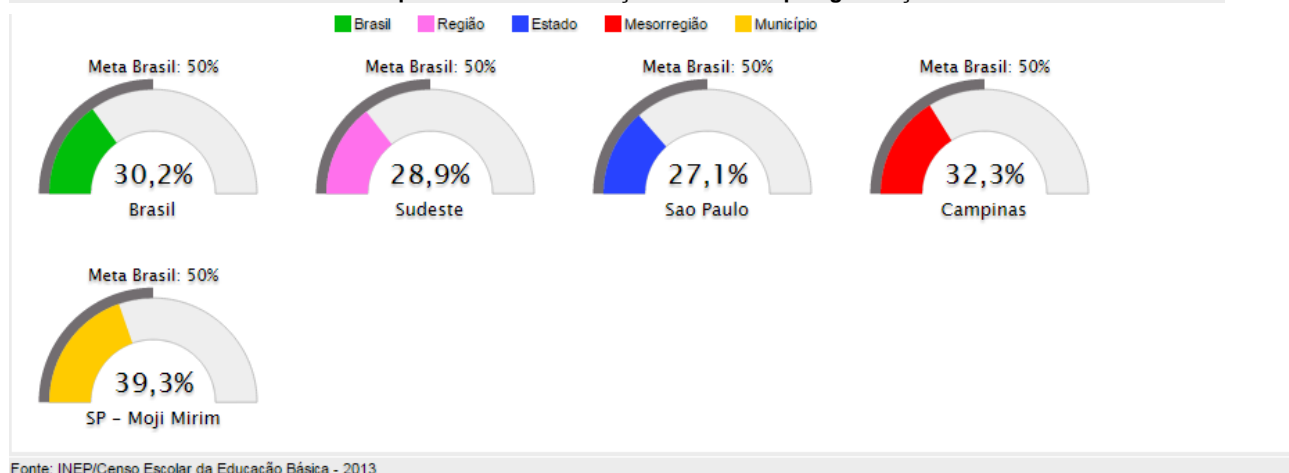 Brasil Região Estado Mesorregião Município
Meta Brasil: 50% Meta Brasil: 50% Meta Brasil: 50% Meta Brasil: 50%
30,2% 28,9% 27,1% 32,3%
Brasil Sudeste Sao Paulo Campinas
Meta Brasil: 50%
39,3%
SP - Moji Mirim
Fonte: INEP/Censo Escolar da Educação Básica - 2013